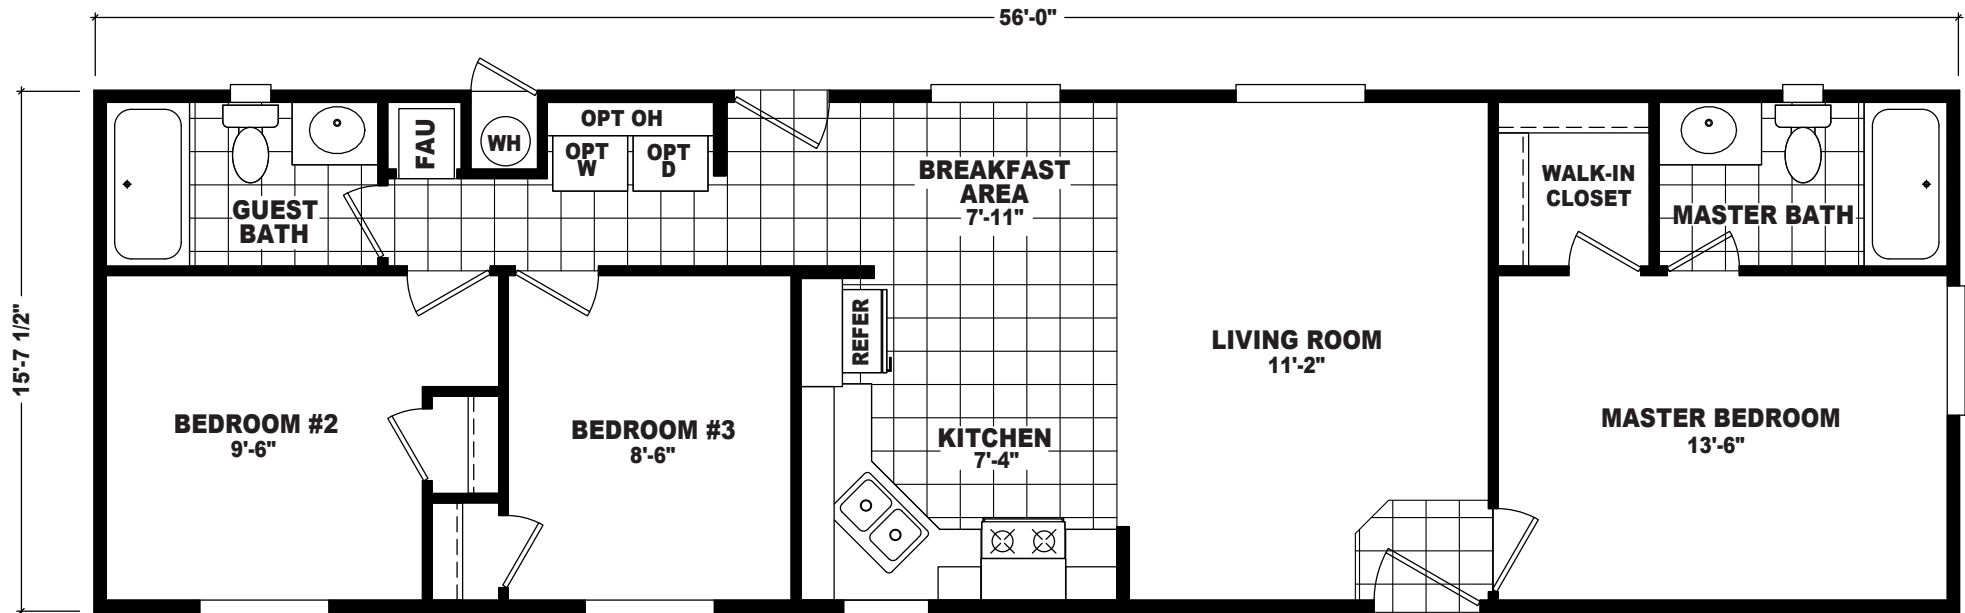 56'-0"
15'-7 1/2"
FAU
WH
OPT OH
OPT
W
OPT
D
GUEST
BATH
BREAKFAST
AREA
7'-11"
WALK-IN
CLOSET
MASTER BATH
REFER
LIVING ROOM
11'-2"
BEDROOM #2
9'-6"
BEDROOM #3
8'-6"
KITCHEN
7'-4"
MASTER BEDROOM
13'-6"